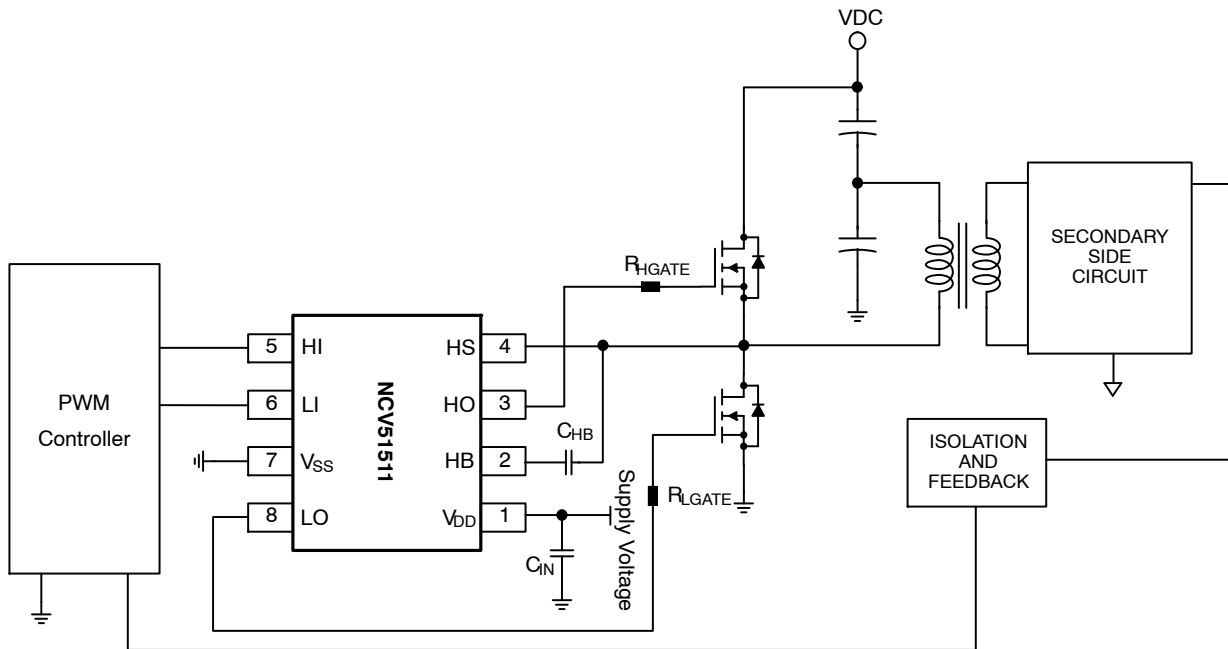 VDC
SECONDARY
SIDE
CIRCUIT
RHGATE
5 HI HS 4
PWM
Controller
6 LI HO 3
NCV51511
CHB
ISOLATION
AND
FEEDBACK
7 VSS HB 2
RLGATE
8 LO VDD 1
Supply Voltage
CIN